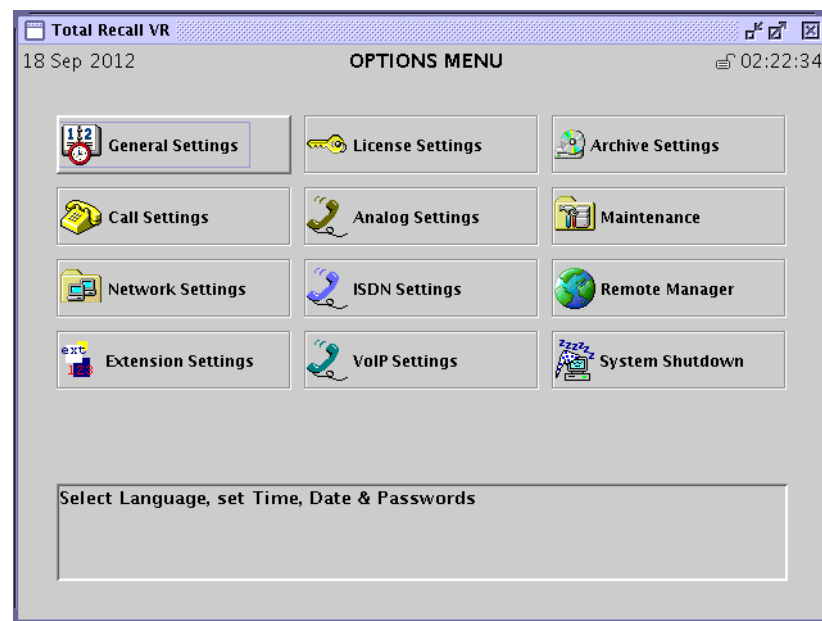 Total Recall VR
18 Sep 2012 OPTIONS MENU 02:22:34
General Settings License Settings Archive Settings
Call Settings Analog Settings Maintenance
Network Settings ISDN Settings Remote Manager
Extension Settings VoIP Settings System Shutdown
Select Language, set Time, Date & Passwords